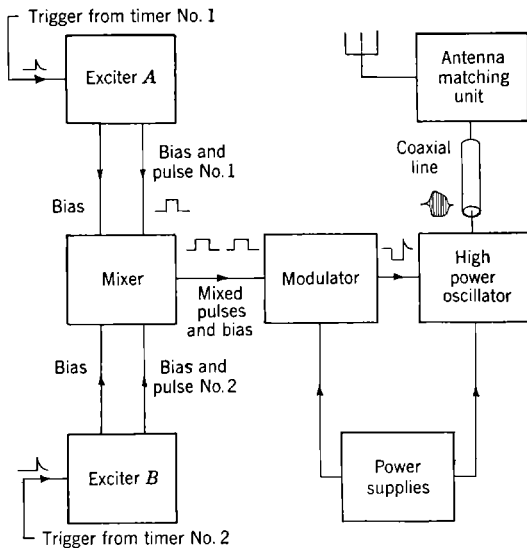 Trigger from timer No. 1
Exciter A
Antenna
matching
unit
Bias and
pulse No. 1
Coaxial
line
Bias
Mixer
Modulator
High
power
oscillator
Mixed
pulses
and bias
Bias
Bias and
pulse No. 2
Exciter B
Power
supplies
Trigger from timer No. 2